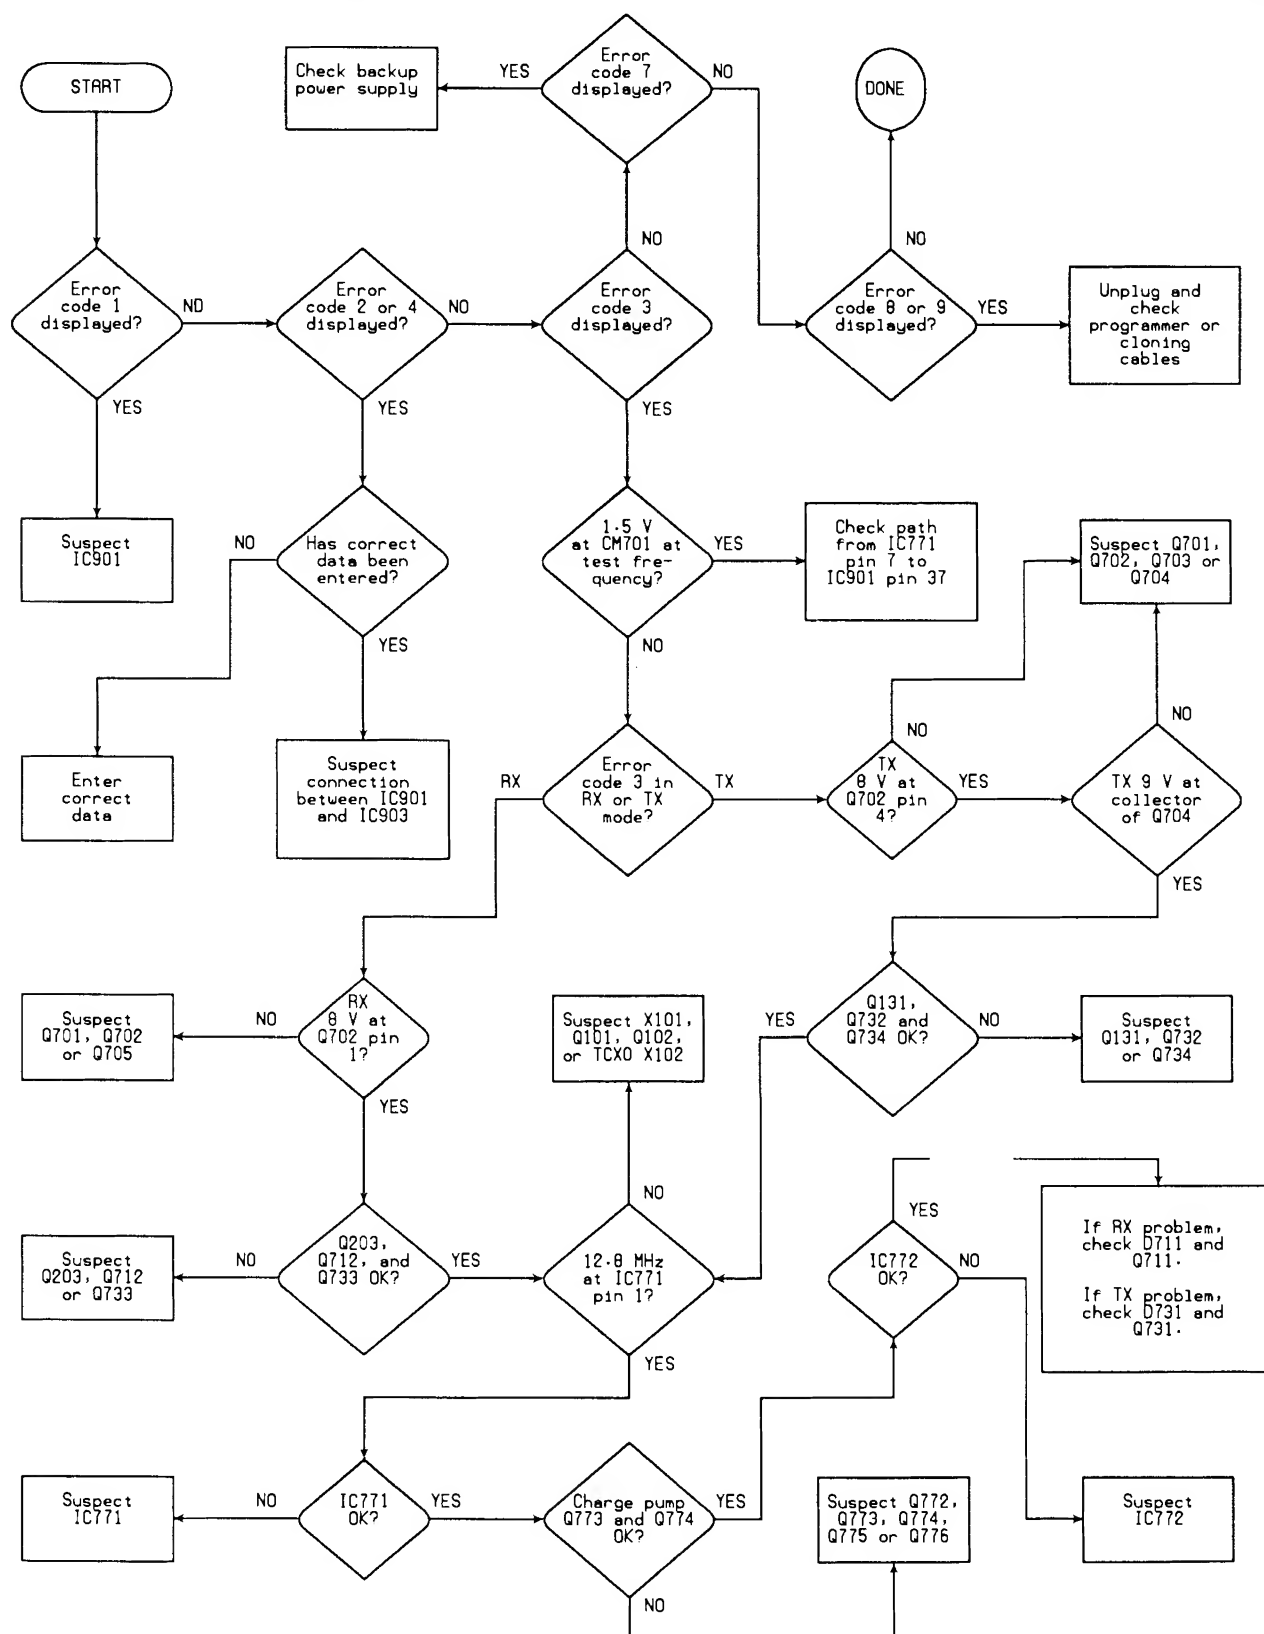 Error
code 7
displayed?
YES
NO
Check backup
power supply
START
DONE
NO
NO
Error
code 1
displayed?
NO
Error
code 2 or 4
displayed?
NO
Error
code 3
displayed?
Error
code 8 or 9
displayed?
YES
Unplug and
check
programmer or
cloning
cables
YES
YES
YES
Suspect
IC901
NO
Has correct
data been
entered?
1.5 V
at CM701 at
test fre-
quency?
YES
Check path
from IC771
pin 7 to
IC901 pin 37
Suspect Q701,
Q702, Q703 or
Q704
YES
NO
NO
NO
Enter
correct
data
Suspect
connection
between IC901
and IC903
RX
Error
code 3 in
RX or TX
mode?
TX
TX
8 V at
Q702 pin
4?
YES
TX 9 V at
collector
of Q704
YES
Suspect
Q701, Q702
or Q705
NO
RX
8 V at
Q702 pin
1?
Suspect X101,
Q101, Q102,
or TCXO X102
YES
Q131,
Q732 and
Q734 OK?
NO
Suspect
Q131, Q732
or Q734
YES
NO
YES
Suspect
Q203, Q712
or Q733
NO
Q203,
Q712, and
Q733 OK?
YES
12.8 MHz
at IC771
pin 1?
IC772
OK?
NO
If RX problem,
check D711 and
Q711.
If TX problem,
check D731 and
Q731.
YES
Suspect
IC771
NO
IC771
OK?
YES
Charge pump
Q773 and Q774
OK?
YES
Suspect Q772,
Q773, Q774,
Q775 or Q776
Suspect
IC772
NO